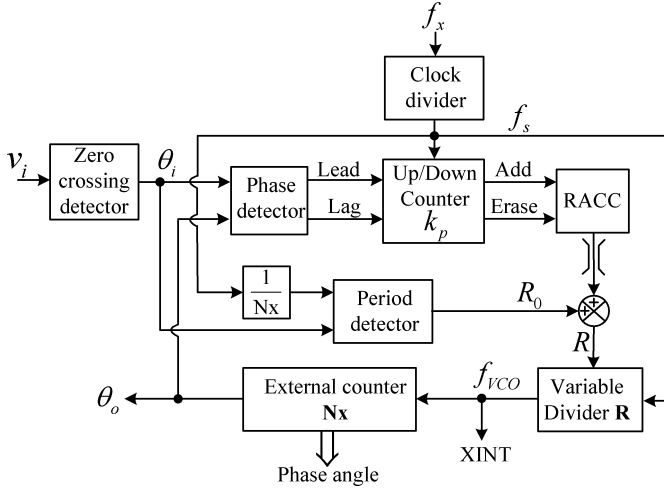 f_x
Clock
divider
f_s
v_i
Zero
crossing
detector
θ_i
Phase
detector
Lead
Lag
Up/Down
Counter
k_p
Add
Erase
RACC
1
Nx
Period
detector
R_0
+
+
R
θ_o
External counter
Nx
f_VCO
Variable
Divider R
XINT
Phase angle